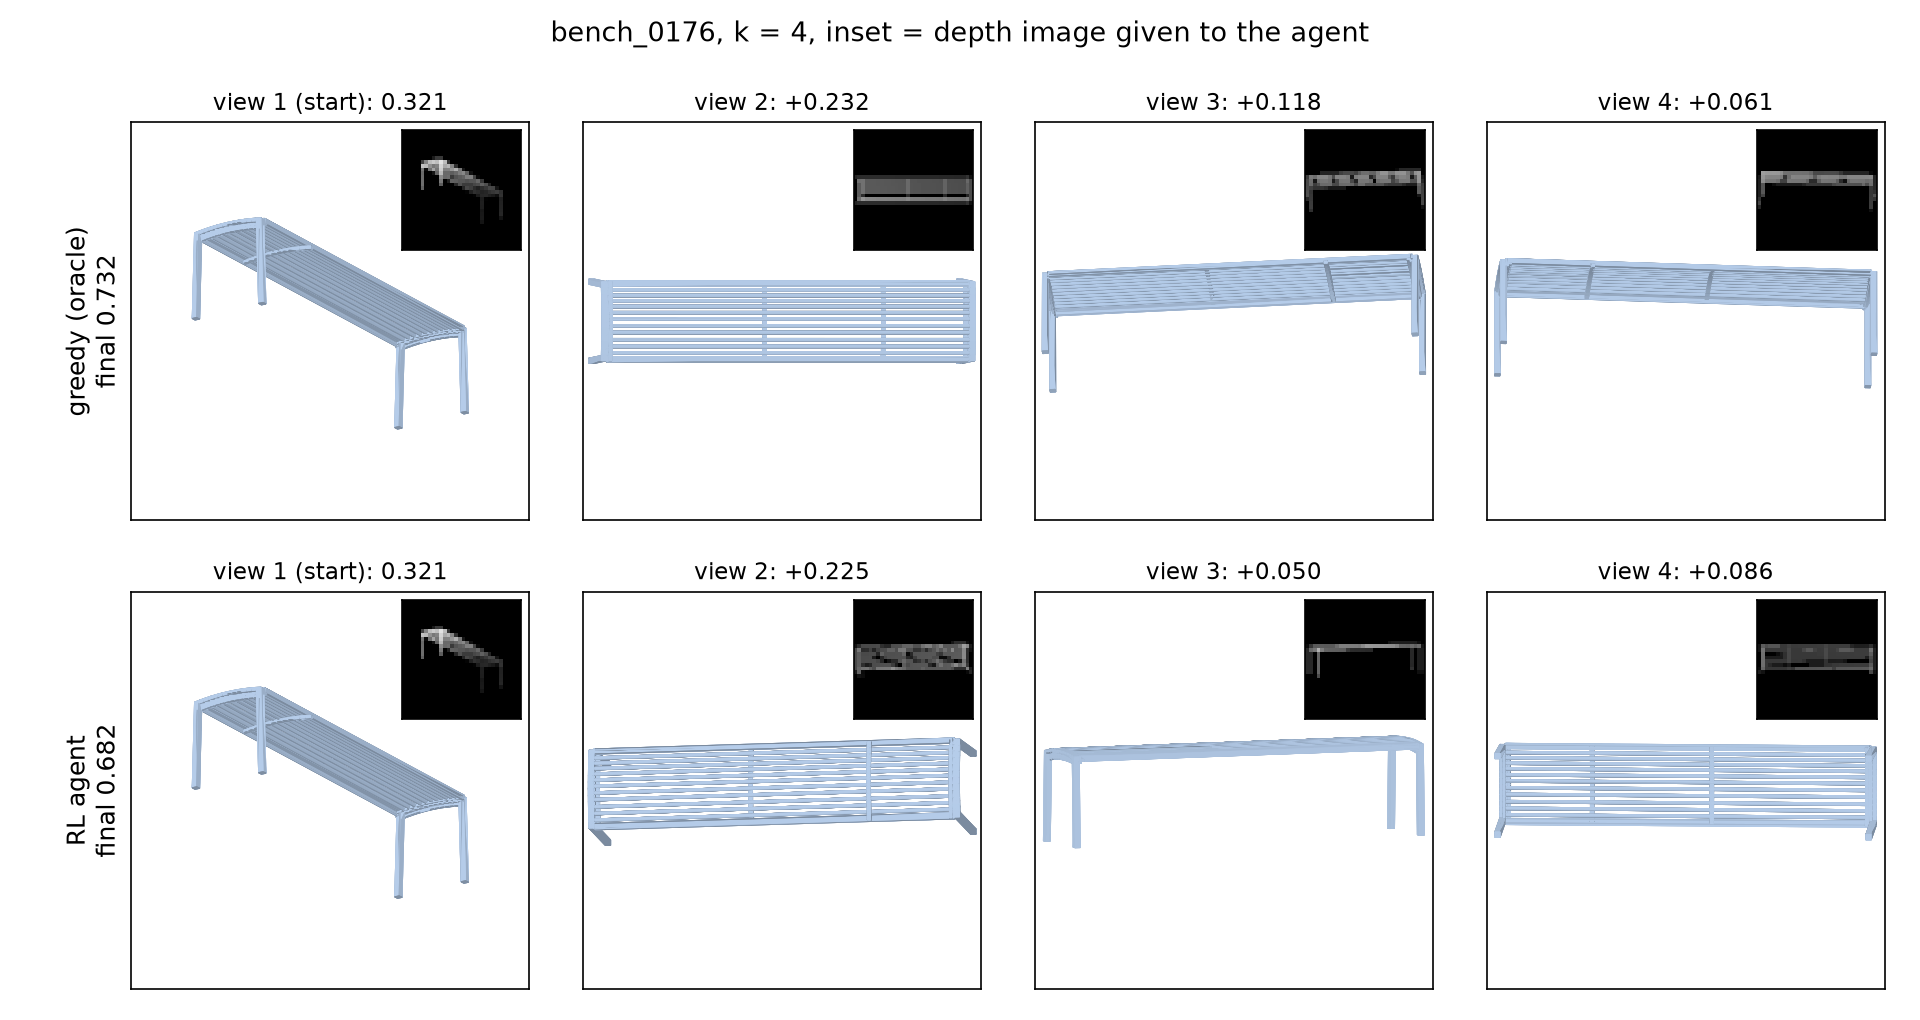 bench_0176, k = 4, inset = depth image given to the agent
greedy (oracle)
final 0.732
view 1 (start): 0.321
view 2: +0.232
view 3: +0.118
view 4: +0.061
RL agent
final 0.682
view 1 (start): 0.321
view 2: +0.225
view 3: +0.050
view 4: +0.086